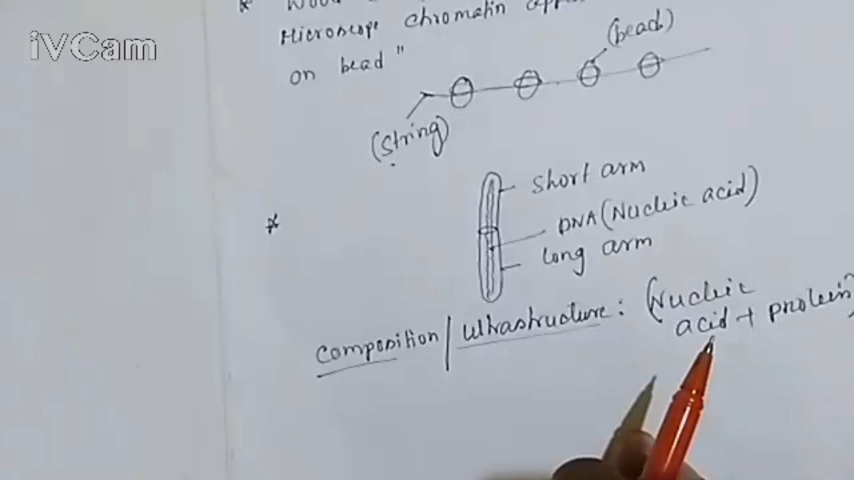 iVCam
Microscope chromatin
on bead"
(bead)
(String)
short arm
DNA (Nucleic acid)
long arm
Composition / Ultrastructure : (Nucleic
acid + protein)